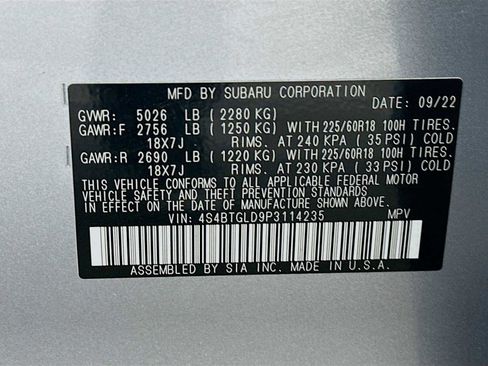 MFD BY SUBARU CORPORATION
DATE: 09/22
GVWR: 5026 LB (2280 KG)
GAWR:F 2756 LB (1250 KG) WITH 225/60R18 100H TIRES.
18X7J RIMS. AT 240 KPA (35 PSI) COLD
GAWR:R 2690 LB (1220 KG) WITH 225/60R18 100H TIRES.
18X7J RIMS. AT 230 KPA (33 PSI) COLD
THIS VEHICLE CONFORMS TO ALL APPLICABLE FEDERAL MOTOR
VEHICLE SAFETY AND THEFT PREVENTION STANDARDS
IN EFFECT ON THE DATE OF MANUFACTURE SHOWN ABOVE.
VIN: 4S4BTGLD9P3114235 MPV
ASSEMBLED BY SIA INC. MADE IN U.S.A.